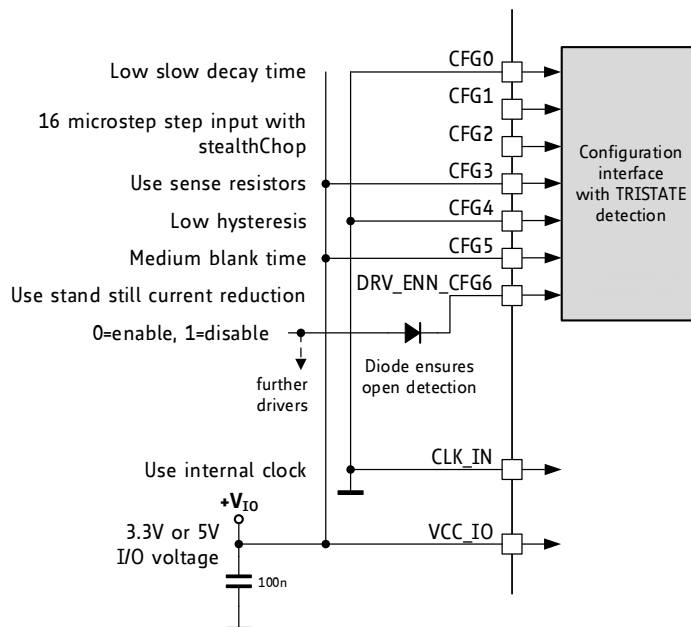 CFG0
Low slow decay time
CFG1
16 microstep step input with
stealthChop
CFG2
Configuration
interface
with TRISTATE
detection
CFG3
Use sense resistors
CFG4
Low hysteresis
CFG5
Medium blank time
DRV_ENN_CFG6
Use stand still current reduction
0=enable, 1=disable
Diode ensures
open detection
further
drivers
CLK_IN
Use internal clock
+VIO
3.3V or 5V
I/O voltage
VCC_IO
100n